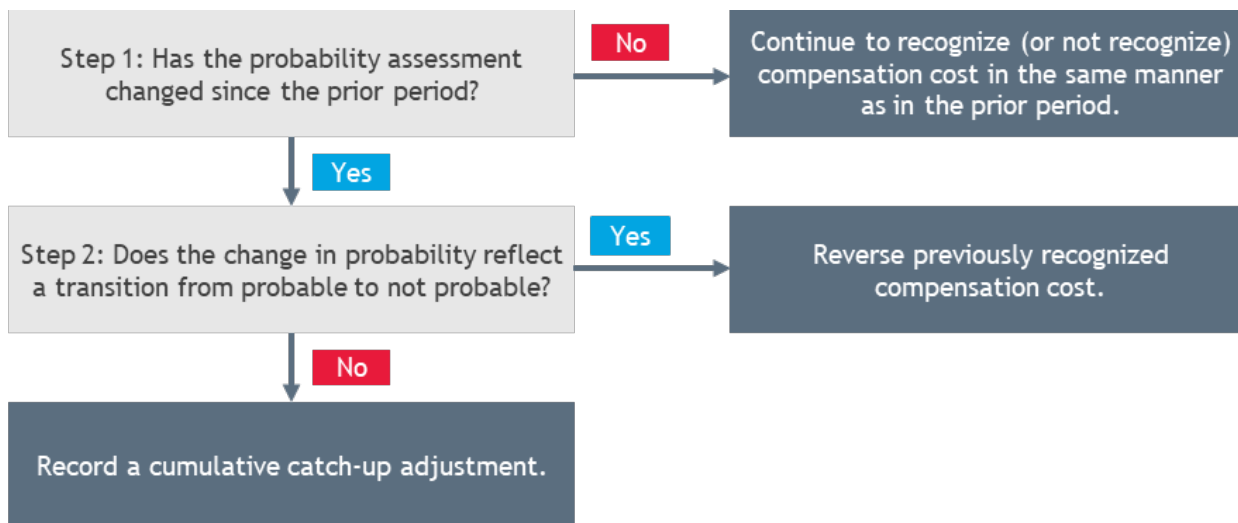 Step 1: Has the probability assessment
changed since the prior period?
No
Continue to recognize (or not recognize)
compensation cost in the same manner
as in the prior period.
Yes
Step 2: Does the change in probability reflect
a transition from probable to not probable?
Yes
Reverse previously recognized
compensation cost.
No
Record a cumulative catch-up adjustment.